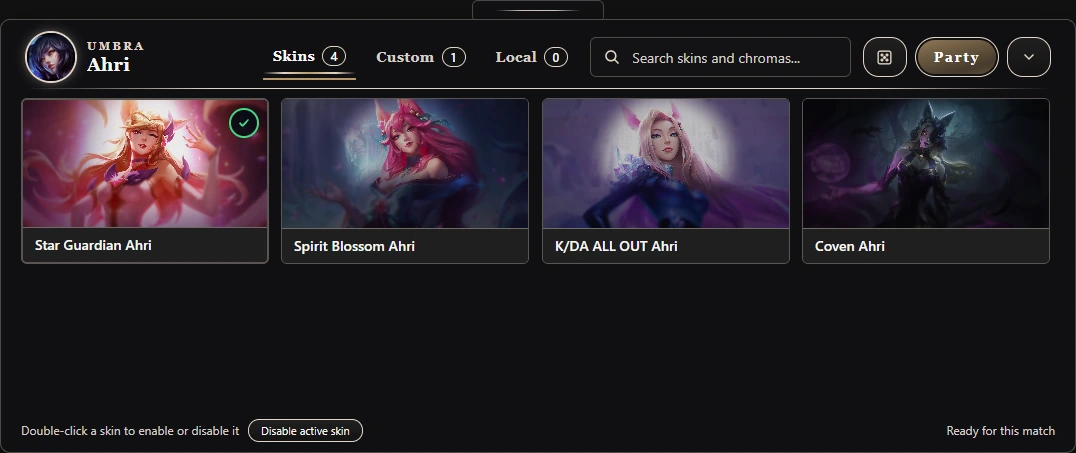 UMBRA
Ahri
Skins 4
Custom 1
Local 0
Search skins and chromas...
Party
Star Guardian Ahri
Spirit Blossom Ahri
K/DA ALL OUT Ahri
Coven Ahri
Double-click a skin to enable or disable it
Disable active skin
Ready for this match